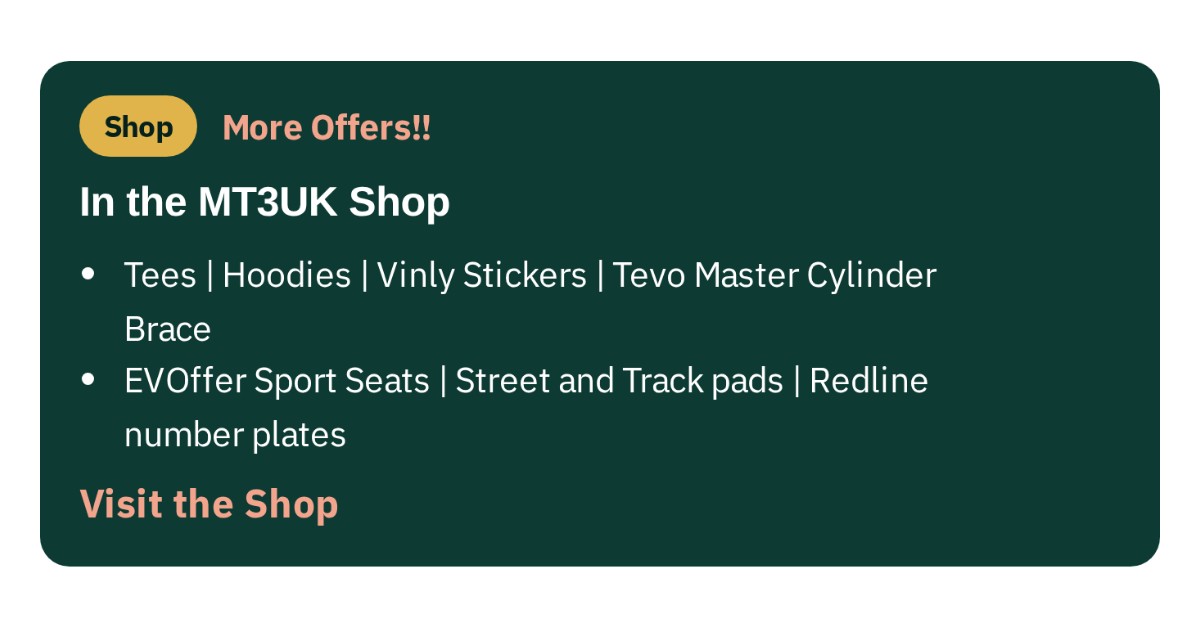 Shop More Offers!!
In the MT3UK Shop
• Tees | Hoodies | Vinly Stickers | Tevo Master Cylinder
Brace
• EVOffer Sport Seats | Street and Track pads | Redline
number plates
Visit the Shop